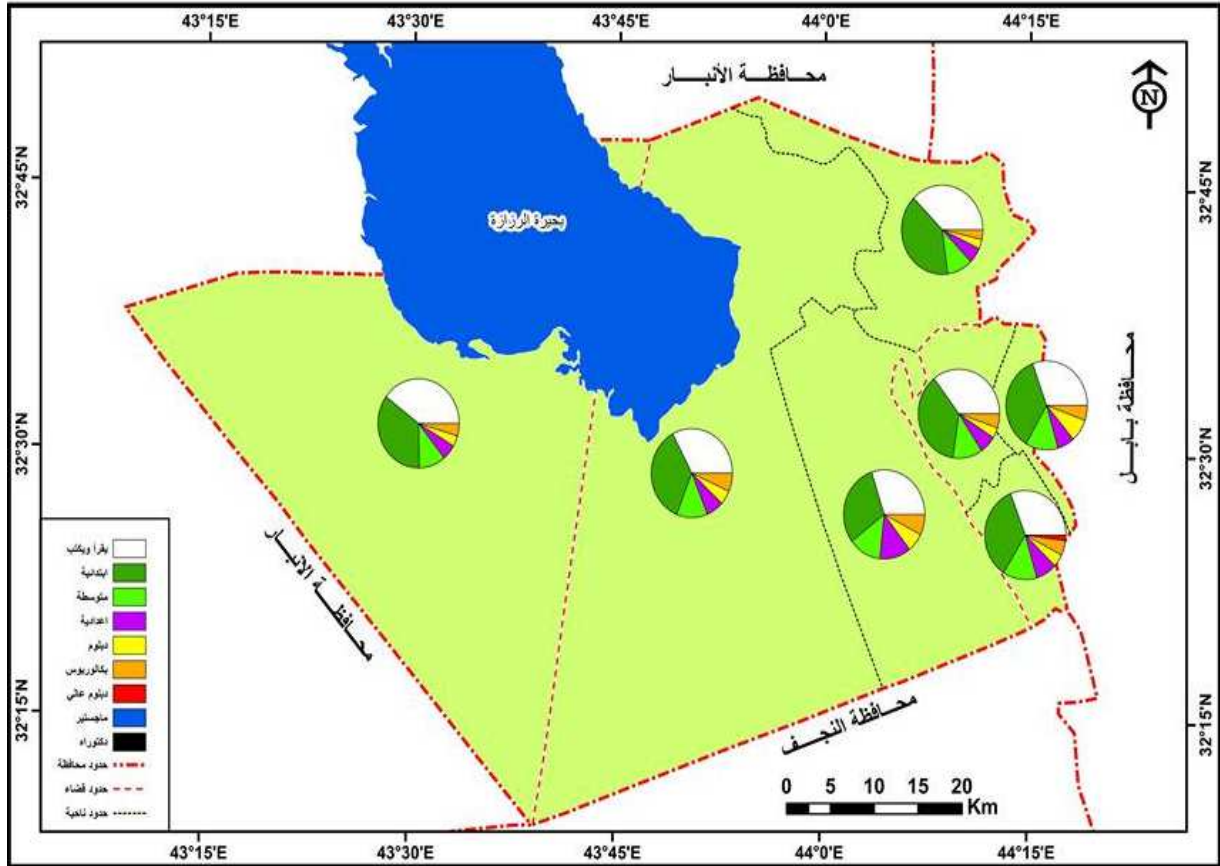 43°15'E 43°30'E 43°45'E 44°0'E 44°15'E
محافظة الأنبار
N
32°45'N 32°45'N
بحيرة الرزازة
محافظة بابل
32°30'N 32°30'N
محافظة الانبار
محافظة النجف
32°15'N 32°15'N
يقرأ ويكتب
ابتدائية
متوسطة
اعدادية
دبلوم
بكالوريوس
دبلوم عالي
ماجستير
دكتوراه
حدود محافظة
حدود قضاء
حدود ناحية
0 5 10 15 20
Km
43°15'E 43°30'E 43°45'E 44°0'E 44°15'E